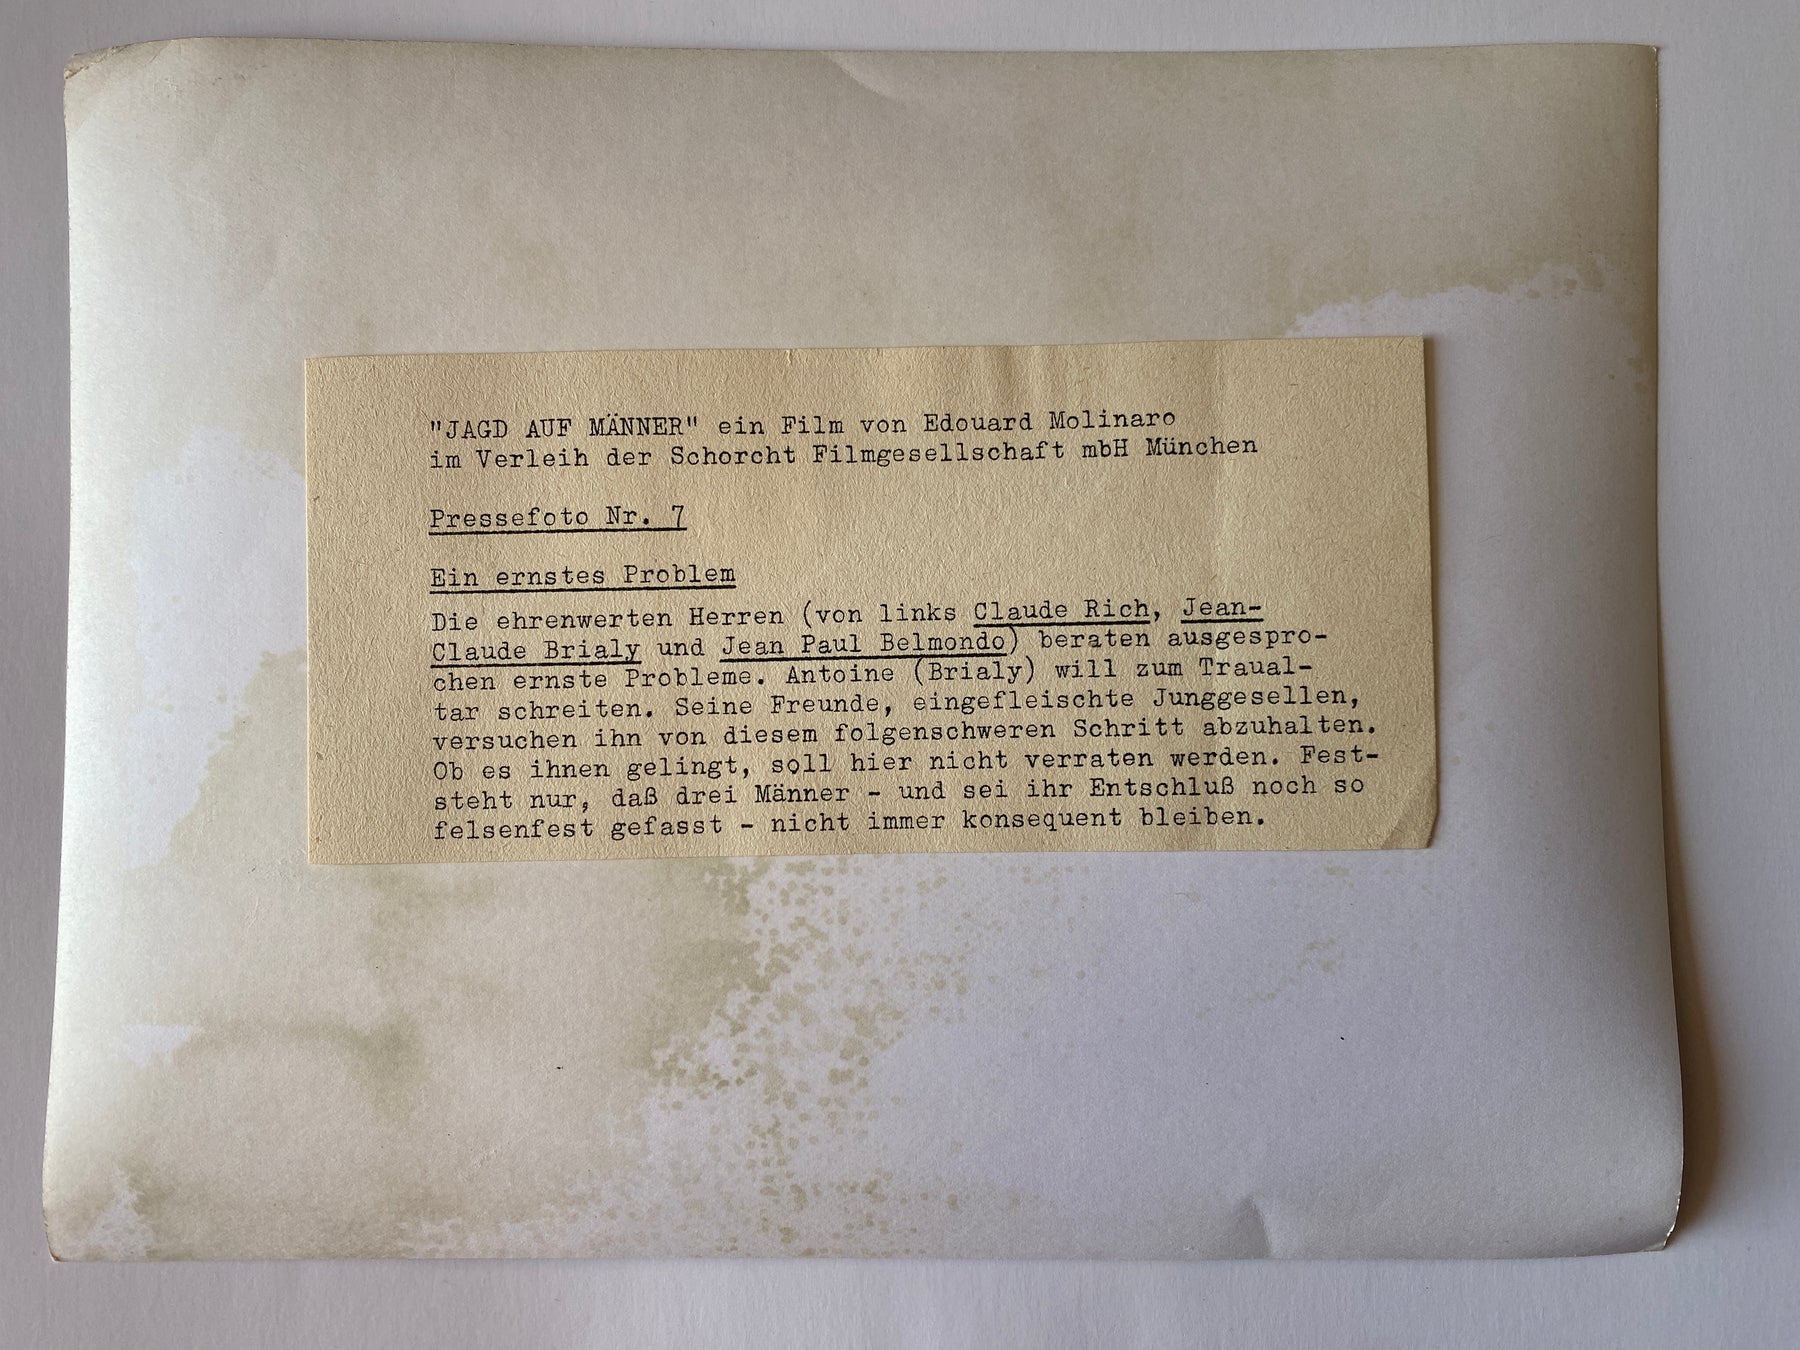 "JAGD AUF MÄNNER" ein Film von Edouard Molinaro
im Verleih der Schorcht Filmgesellschaft mbH München
Pressefoto Nr. 7
Ein ernstes Problem
Die ehrenwerten Herren (von links Claude Rich, Jean-
Claude Brialy und Jean Paul Belmondo) beraten ausgespro-
chen ernste Probleme. Antoine (Brialy) will zum Traual-
tar schreiten. Seine Freunde, eingefleischte Junggesellen,
versuchen ihn von diesem folgenschweren Schritt abzuhalten.
Ob es ihnen gelingt, soll hier nicht verraten werden. Fest-
steht nur, daß drei Männer - und sei ihr Entschluß noch so
felsenfest gefasst - nicht immer konsequent bleiben.